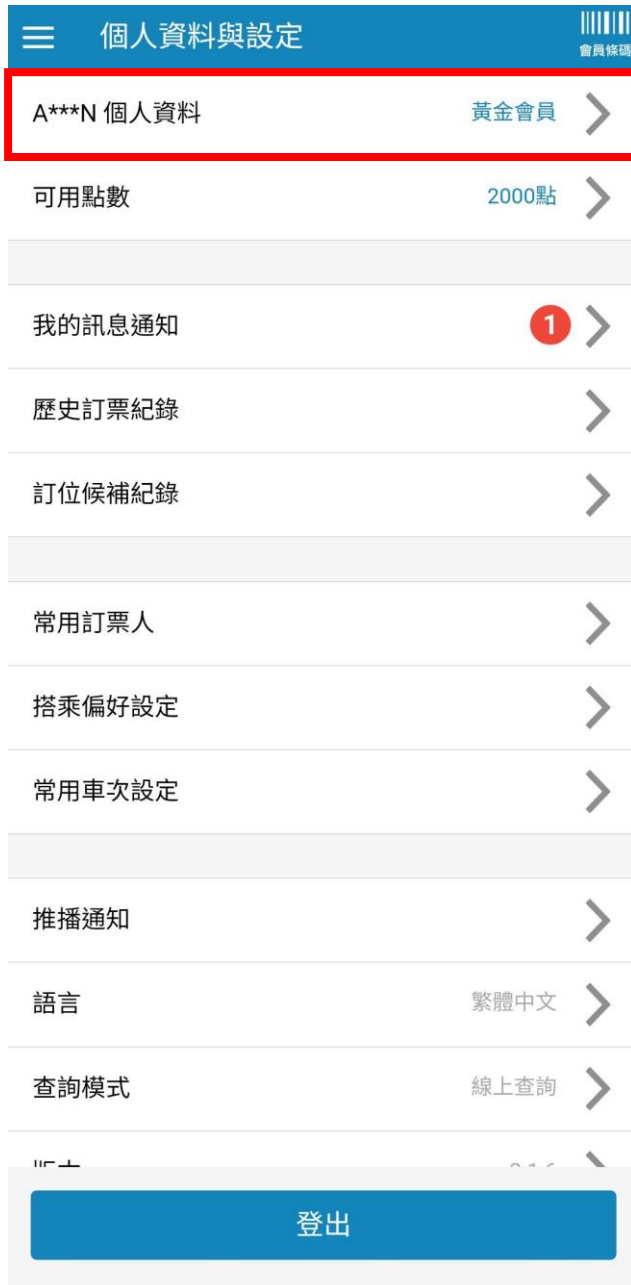 個人資料與設定
會員條碼
A***N 個人資料 黃金會員
可用點數 2000點
我的訊息通知 1
歷史訂票紀錄
訂位候補紀錄
常用訂票人
搭乘偏好設定
常用車次設定
推播通知
語言 繁體中文
查詢模式 線上查詢
登出